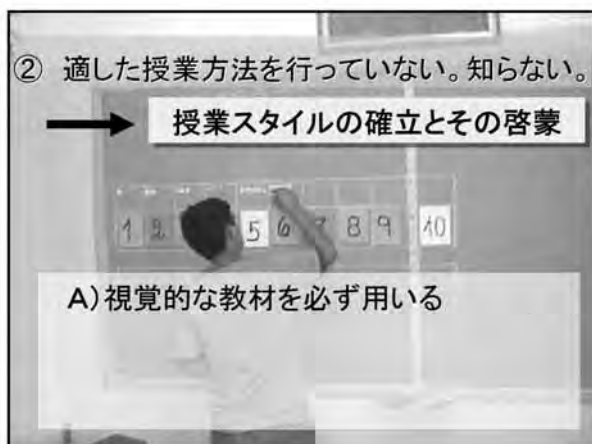 ② 適した授業方法を行っていない。知らない。
授業スタイルの確立とその啓蒙
1 2 5 6 7 8 9 10
A)視覚的な教材を必ず用いる